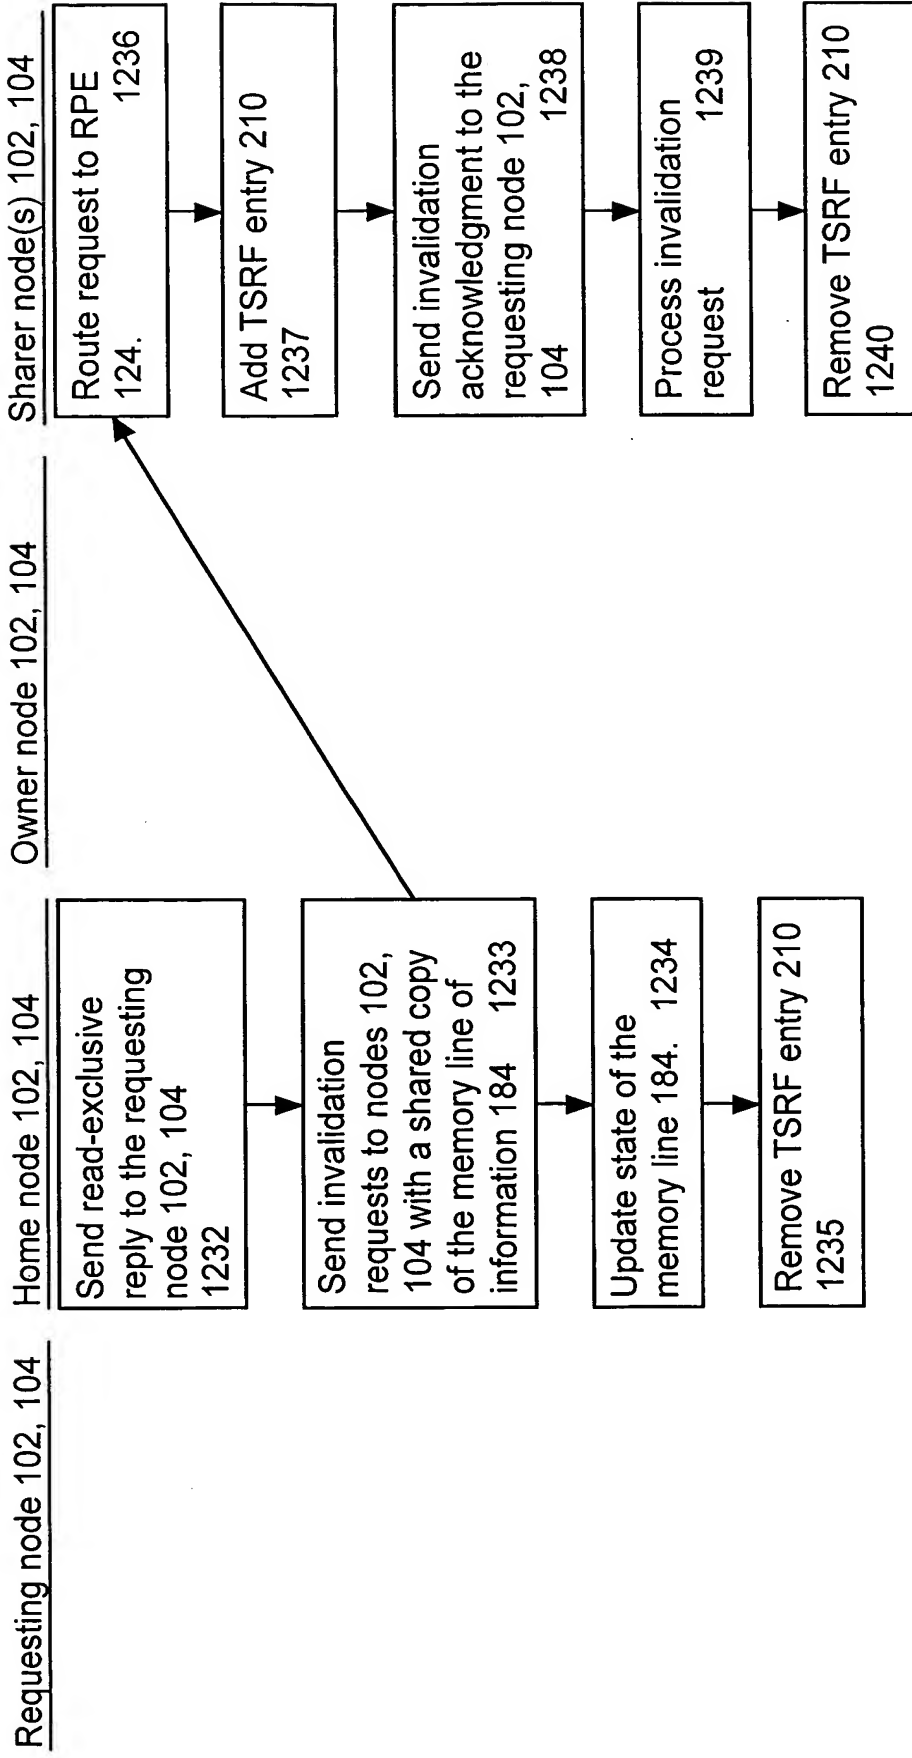 Requesting node 102, 104
Home node 102, 104
Owner node 102, 104
Sharer node(s) 102, 104
Send read-exclusive
reply to the requesting
node 102, 104
1232
Send invalidation
requests to nodes 102,
104 with a shared copy
of the memory line of
information 184 1233
Update state of the
memory line 184. 1234
Remove TSRF entry 210
1235
Route request to RPE
124. 1236
Add TSRF entry 210
1237
Send invalidation
acknowledgment to the
requesting node 102,
104 1238
Process invalidation
request 1239
Remove TSRF entry 210
1240